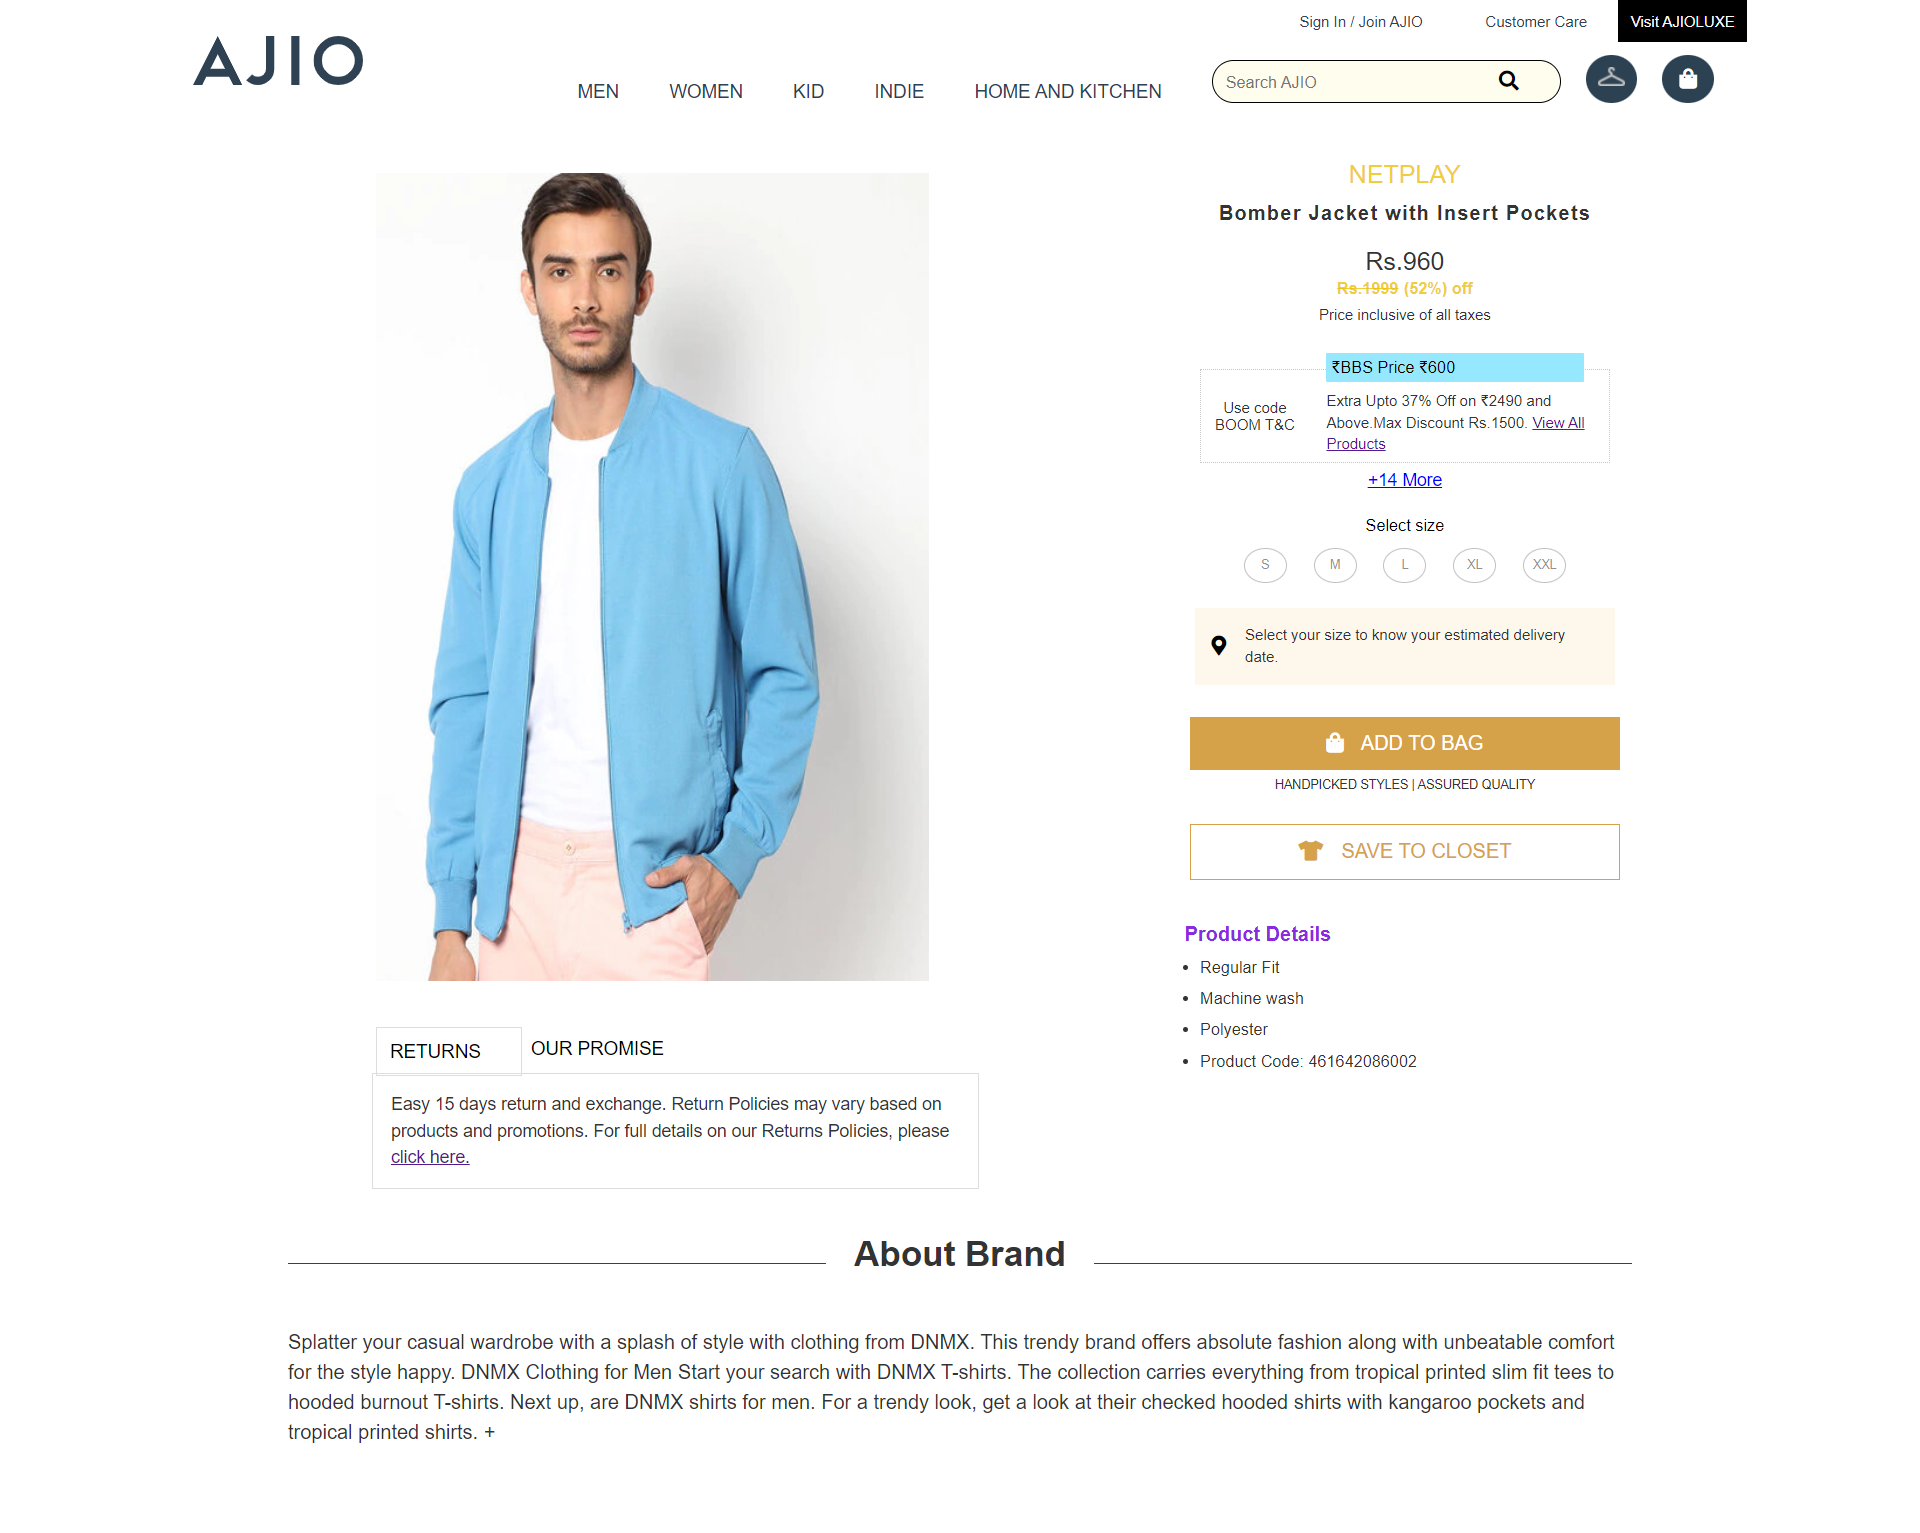 Sign In / Join AJIO
Customer Care
Visit AJIOLUXE
AJIO
MEN
WOMEN
KID
INDIE
HOME AND KITCHEN
Search AJIO
NETPLAY
Bomber Jacket with Insert Pockets
Rs.960
Rs.1999 (52%) off
Price inclusive of all taxes
₹BBS Price ₹600
Use code
BOOM T&C
Extra Upto 37% Off on ₹2490 and
Above.Max Discount Rs.1500. View All
Products
+14 More
Select size
S
M
L
XL
XXL
Select your size to know your estimated delivery
date.
ADD TO BAG
HANDPICKED STYLES | ASSURED QUALITY
SAVE TO CLOSET
Product Details
• Regular Fit
• Machine wash
• Polyester
• Product Code: 461642086002
RETURNS
OUR PROMISE
Easy 15 days return and exchange. Return Policies may vary based on
products and promotions. For full details on our Returns Policies, please
click here.
About Brand
Splatter your casual wardrobe with a splash of style with clothing from DNMX. This trendy brand offers absolute fashion along with unbeatable comfort
for the style happy. DNMX Clothing for Men Start your search with DNMX T-shirts. The collection carries everything from tropical printed slim fit tees to
hooded burnout T-shirts. Next up, are DNMX shirts for men. For a trendy look, get a look at their checked hooded shirts with kangaroo pockets and
tropical printed shirts. +